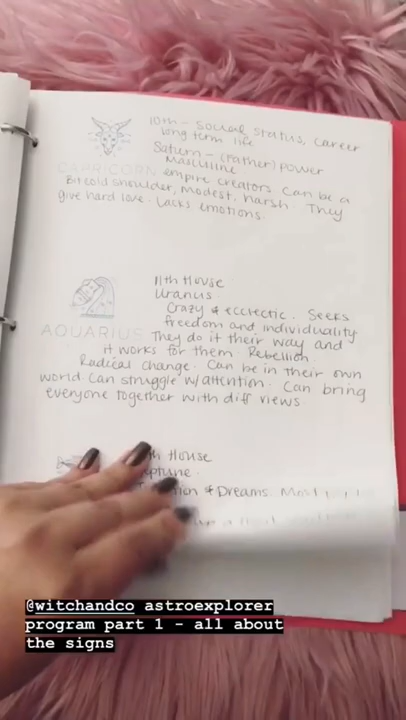 10th - social status, career
long term life
Saturn - (father) power
Masculine
CAPRICORN empire creators can be a
Bit cold shoulder, modest, harsh. They
give hard love. Lacks emotions.
11th House
Uranus.
Crazy & eccectic. Seeks
freedom and individuality
AQUARIUS They do it their way and
it works for them. Rebellion.
Radical change. Can be in their own
world can struggle w/ attention. Can bring
everyone together with diff views
House
& Dreams.
@witchandco astroexplorer
program part 1 - all about
the signs